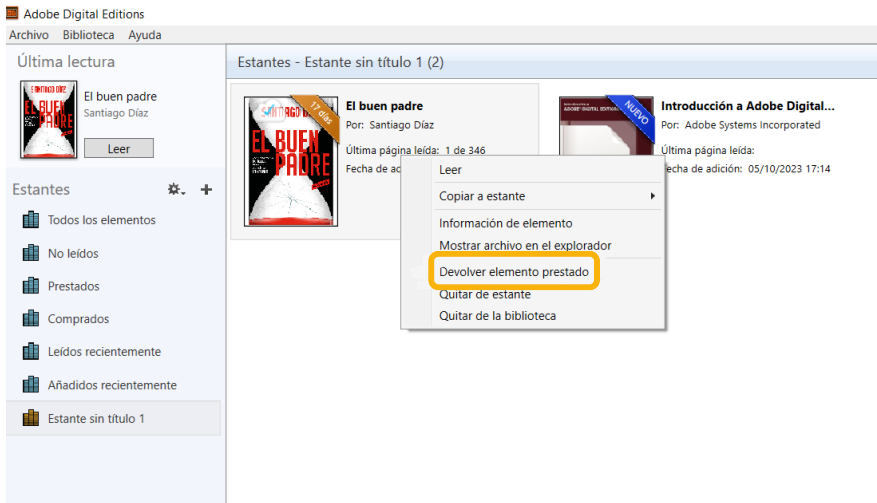 Adobe Digital Editions
Archivo Biblioteca Ayuda
Última lectura
SANTIAGO DÍAZ
EL BUEN
PADRE
El buen padre
Santiago Díaz
Leer
Estantes
Todos los elementos
No leídos
Prestados
Comprados
Leídos recientemente
Añadidos recientemente
Estante sin título 1
Estantes - Estante sin título 1 (2)
17 días
EL BUEN
PADRE
El buen padre
Por: Santiago Díaz
Última página leída: 1 de 346
Fecha de ad
NUEVO
Introducción a Adobe Digital...
Por: Adobe Systems Incorporated
Última página leída:
echa de adición: 05/10/2023 17:14
Leer
Copiar a estante
Información de elemento
Mostrar archivo en el explorador
Devolver elemento prestado
Quitar de estante
Quitar de la biblioteca